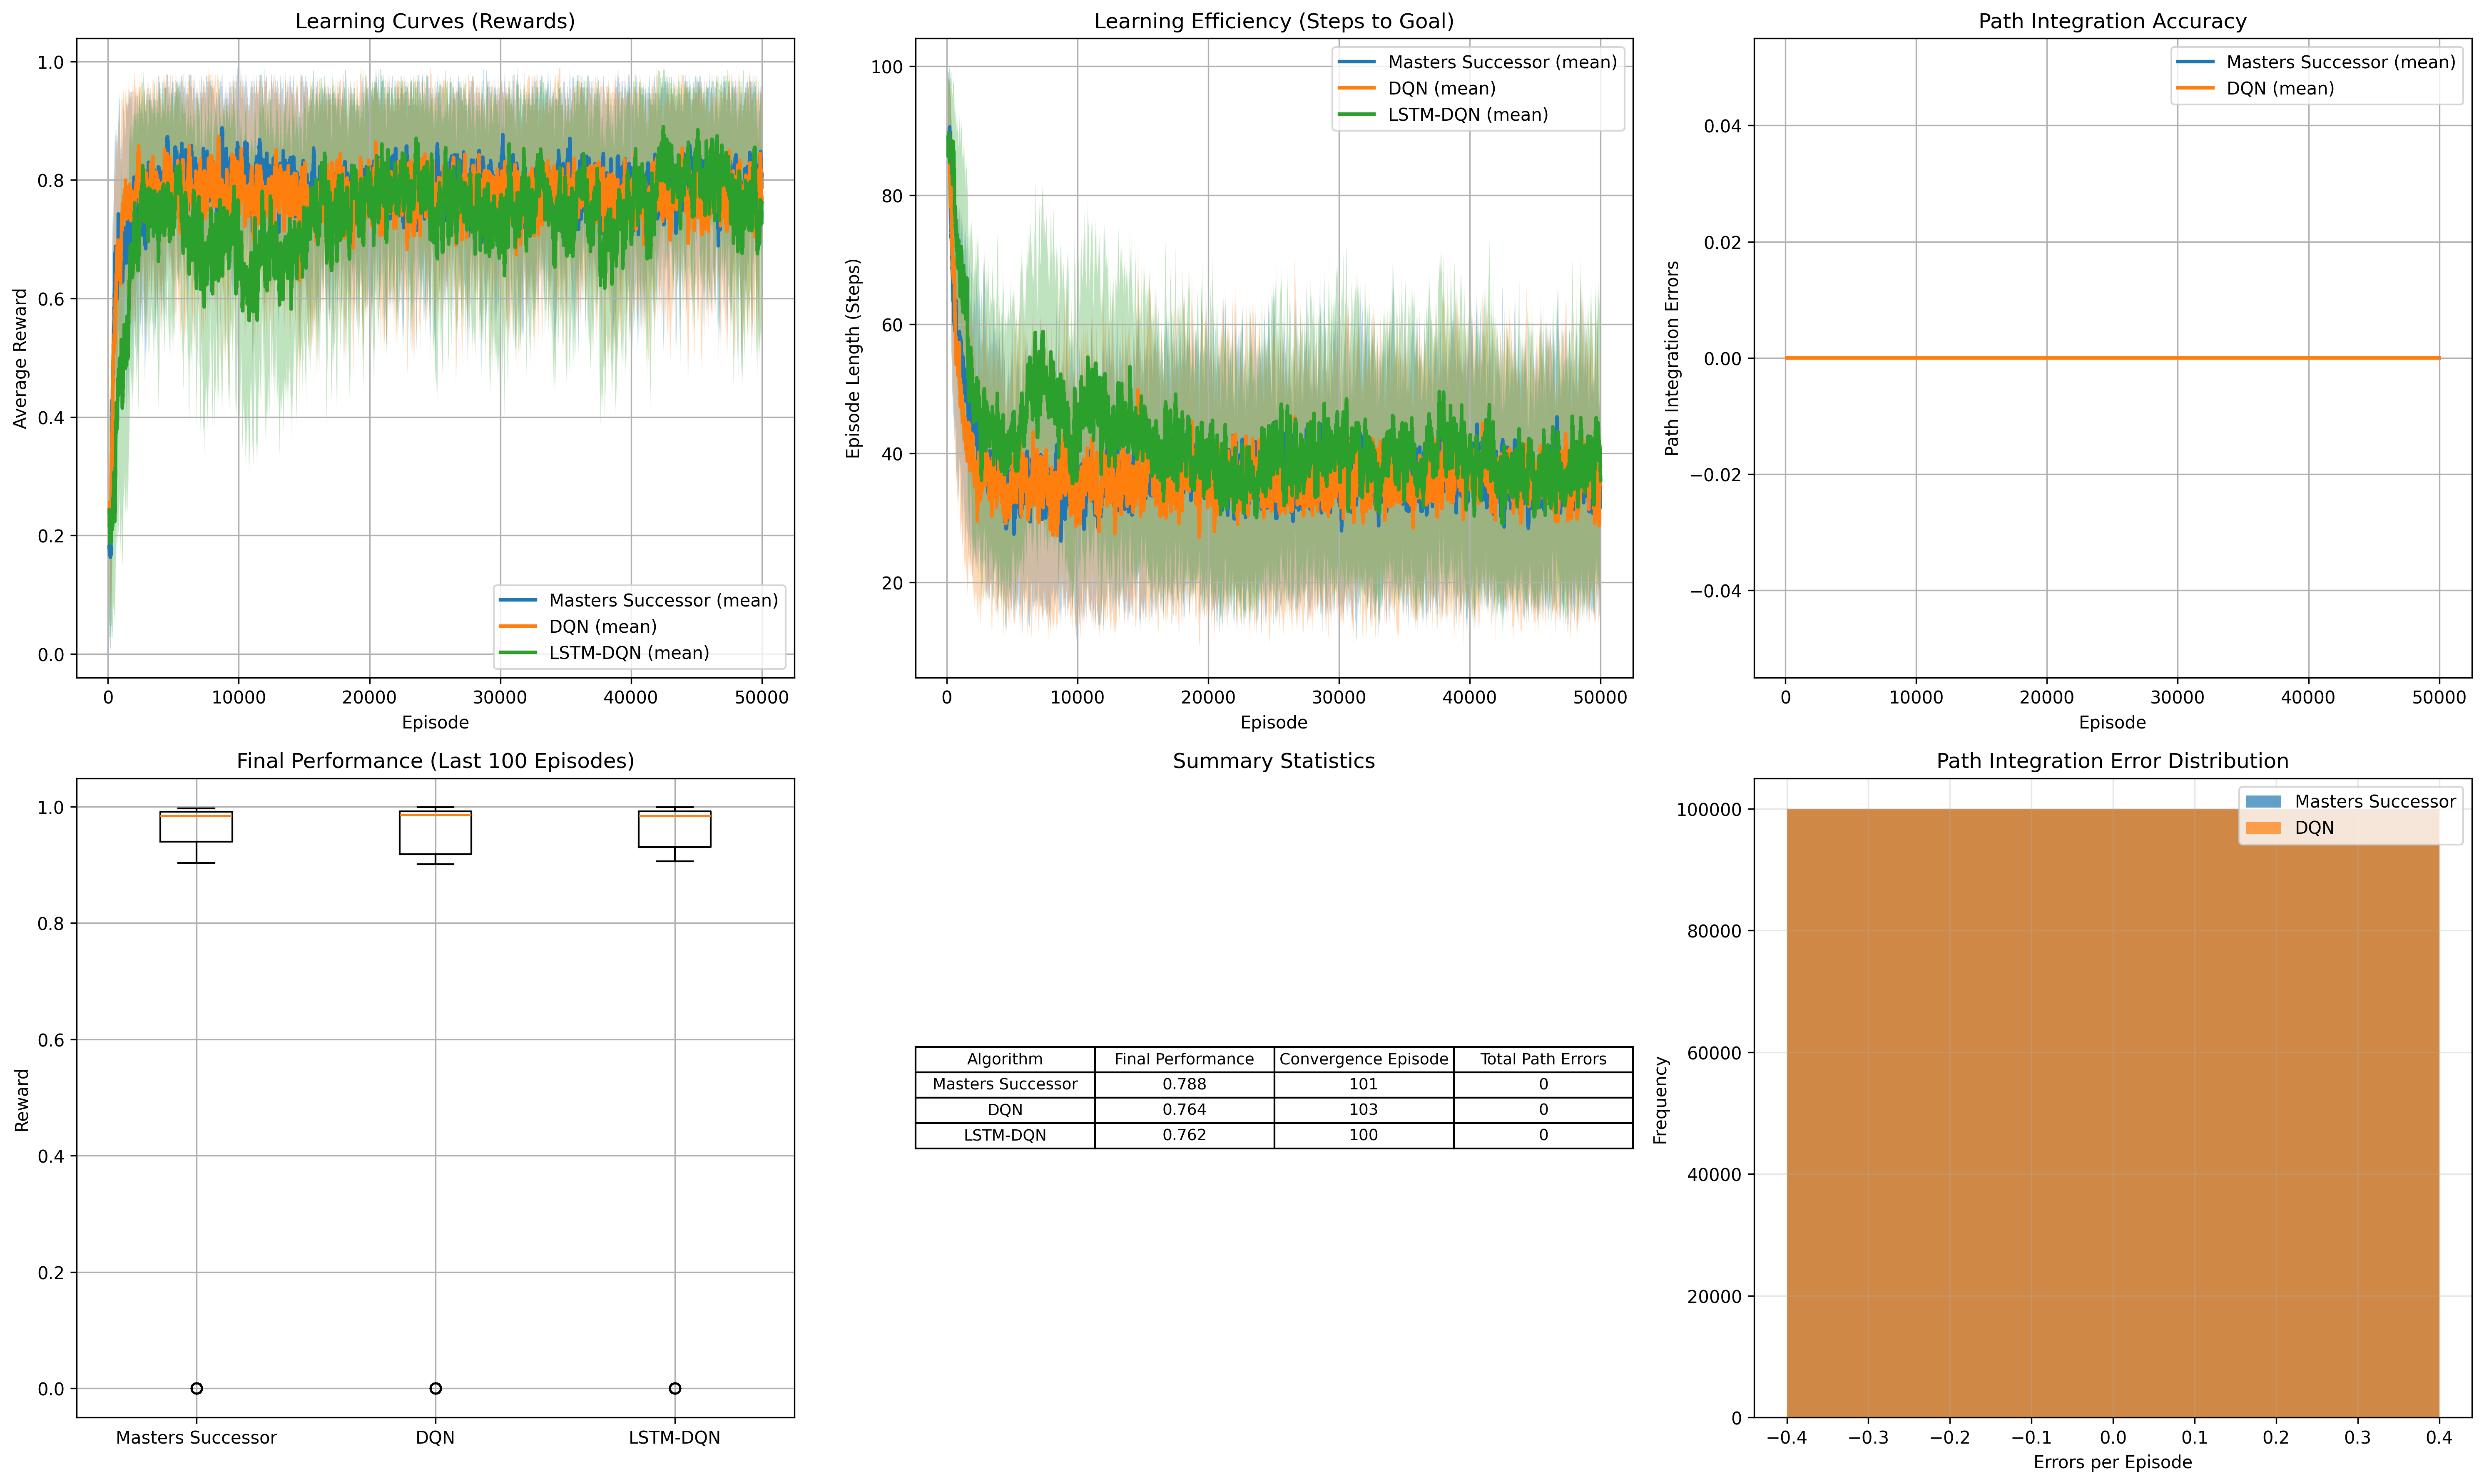 Learning Curves (Rewards)
1.0
0.8
0.6
0.4
0.2
0.0
Average Reward
Masters Successor (mean)
DQN (mean)
LSTM-DQN (mean)
0 10000 20000 30000 40000 50000
Episode
Learning Efficiency (Steps to Goal)
100
80
60
40
20
Episode Length (Steps)
Masters Successor (mean)
DQN (mean)
LSTM-DQN (mean)
0 10000 20000 30000 40000 50000
Episode
Path Integration Accuracy
0.04
0.02
0.00
−0.02
−0.04
Path Integration Errors
Masters Successor (mean)
DQN (mean)
0 10000 20000 30000 40000 50000
Episode
Final Performance (Last 100 Episodes)
1.0
0.8
0.6
0.4
0.2
0.0
Reward
Masters Successor DQN LSTM-DQN
Summary Statistics
Algorithm Final Performance Convergence Episode Total Path Errors
Masters Successor 0.788 101 0
DQN 0.764 103 0
LSTM-DQN 0.762 100 0
Path Integration Error Distribution
100000
80000
60000
40000
20000
0
Frequency
Masters Successor
DQN
−0.4 −0.3 −0.2 −0.1 0.0 0.1 0.2 0.3 0.4
Errors per Episode